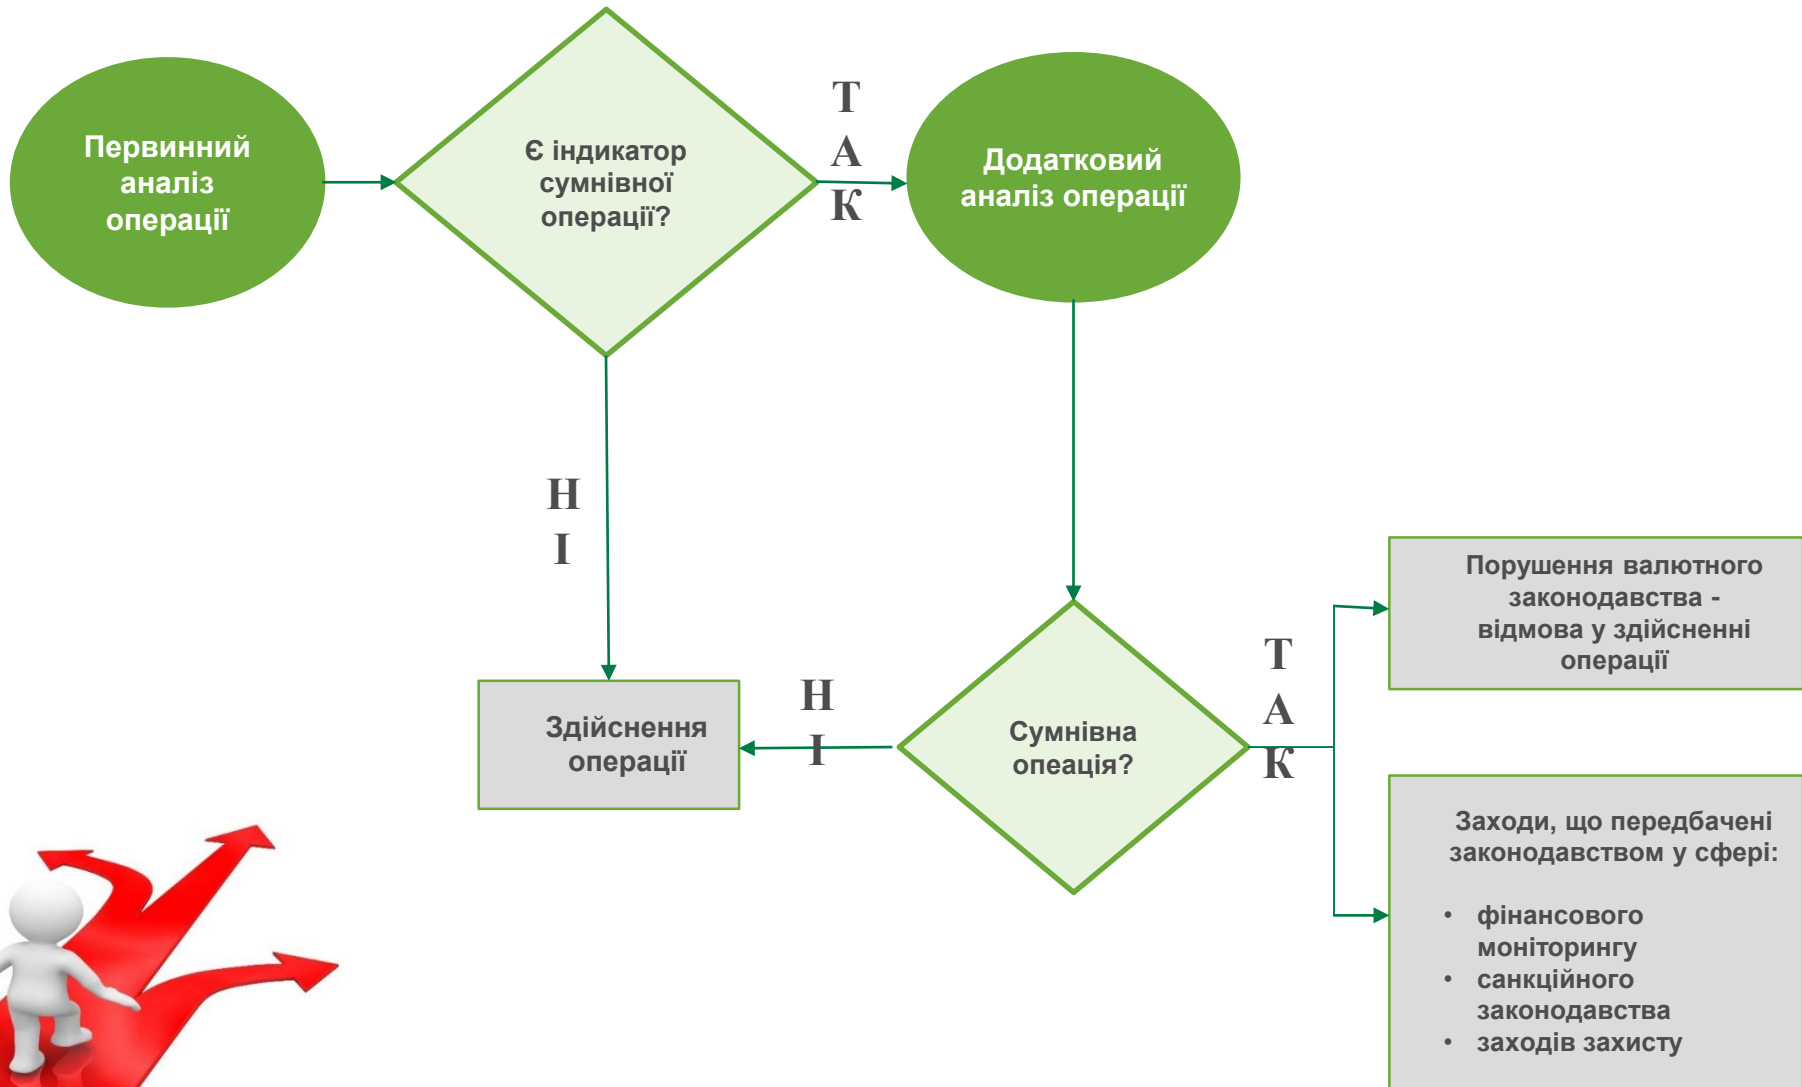 Первинний
аналіз
операції
Є індикатор
сумнівної
операції?
Т
А
К
Додатковий
аналіз операції
Н
І
Здійснення
операції
Н
І
Сумнівна
опеація?
Т
А
К
Порушення валютного
законодавства -
відмова у здійсненні
операції
Заходи, що передбачені
законодавством у сфері:
• фінансового
моніторингу
• санкційного
законодавства
• заходів захисту